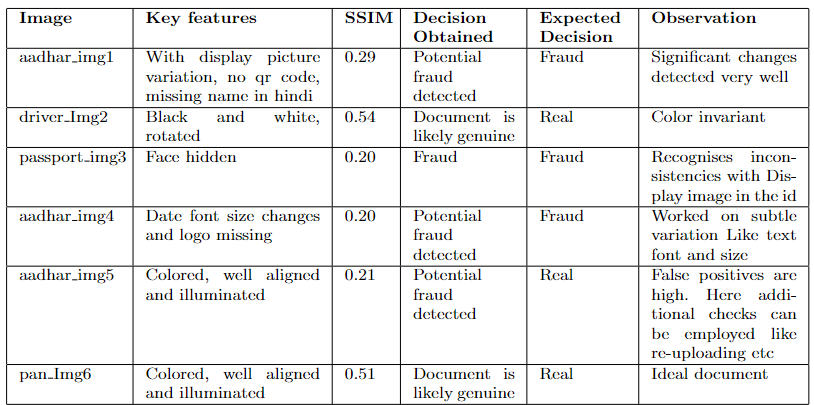 Image Key features SSIM Decision Obtained Expected Decision Observation
aadhar_img1 With display picture variation, no qr code, missing name in hindi 0.29 Potential fraud detected Fraud Significant changes detected very well
driver_Img2 Black and white, rotated 0.54 Document is likely genuine Real Color invariant
passport_img3 Face hidden 0.20 Fraud Fraud Recognises incon-sistencies with Dis-play image in the id
aadhar_img4 Date font size changes and logo missing 0.20 Potential fraud detected Fraud Worked on subtle variation Like text font and size
aadhar_img5 Colored, well aligned and illuminated 0.21 Potential fraud detected Real False positives are high. Here addi-tional checks can be employed like re-uploading etc
pan_Img6 Colored, well aligned and illuminated 0.51 Document is likely genuine Real Ideal document